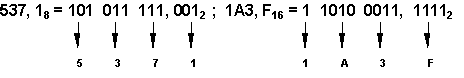 537, 1₈ = 101 011 111, 001₂ ; 1A3, F₁₆ = 1 1010 0011, 1111₂
5 3 7 1 1 A 3 F